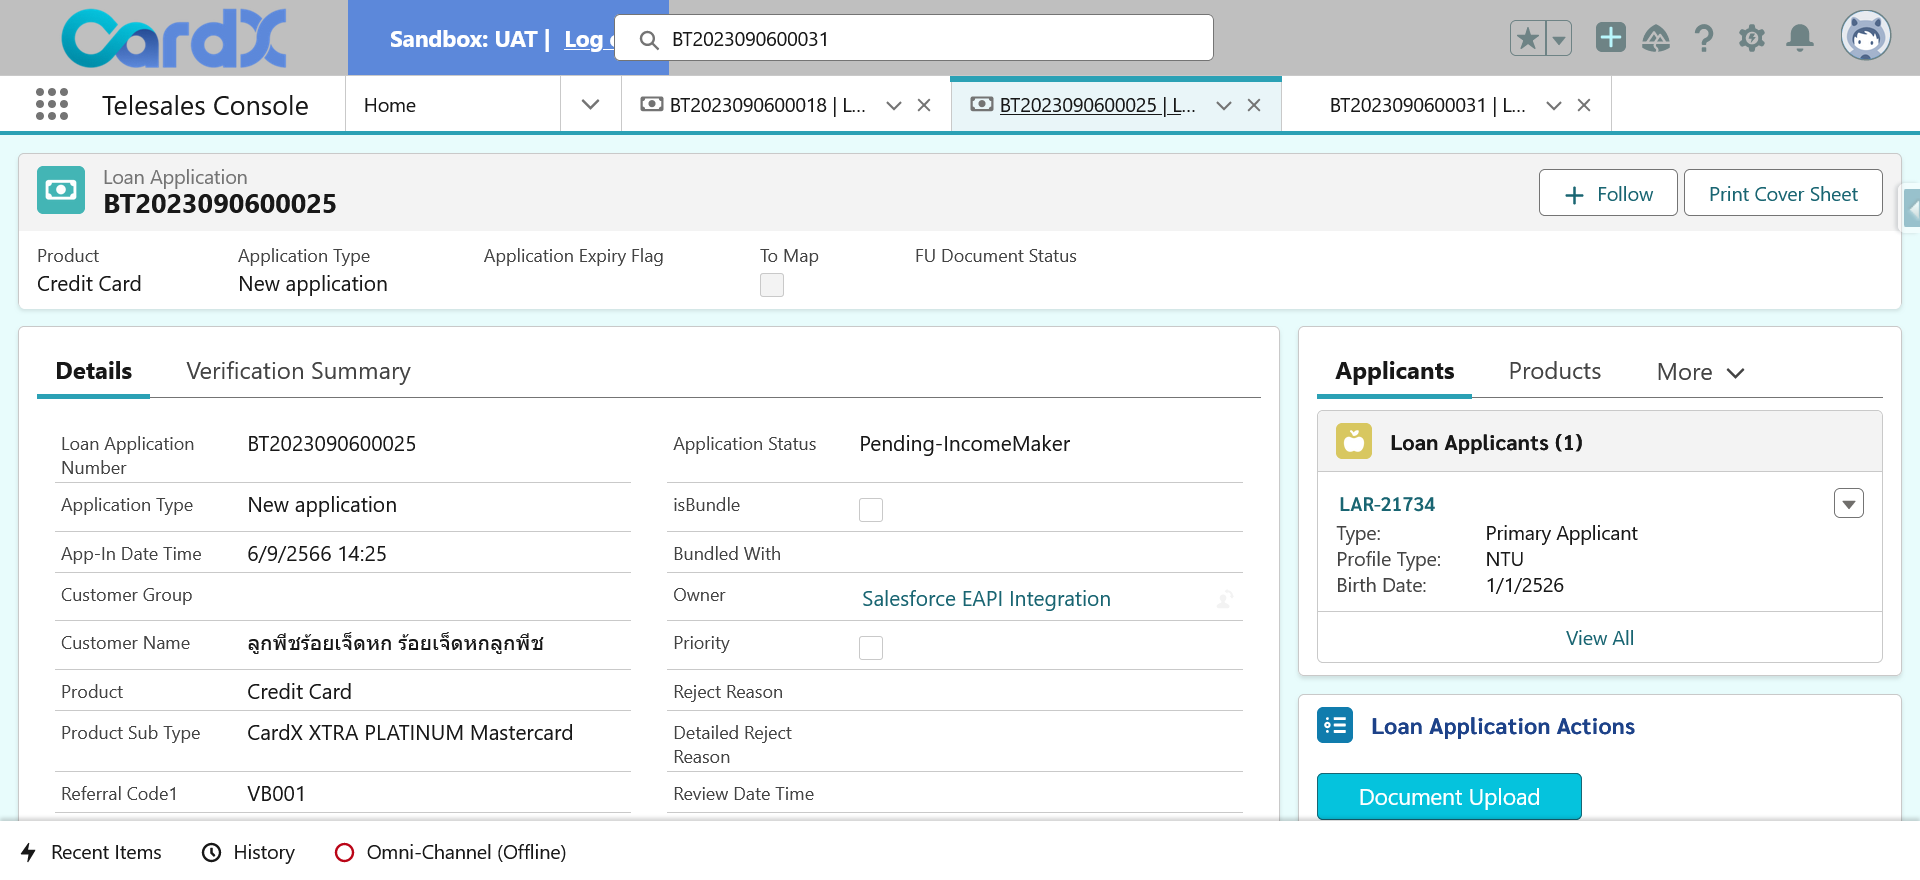 CardX
Sandbox: UAT |
Log
BT2023090600031
Telesales Console
Home
BT2023090600018 | L...
BT2023090600025 | L...
BT2023090600031 | L...
Loan Application
BT2023090600025
Follow
Print Cover Sheet
Product
Application Type
Application Expiry Flag
To Map
FU Document Status
Credit Card
New application
Details
Verification Summary
Loan Application Number
BT2023090600025
Application Type
New application
App-In Date Time
6/9/2566 14:25
Customer Group
Customer Name
ลูกพีชร้อยเจ็ดหก ร้อยเจ็ดหกลูกพีช
Product
Credit Card
Product Sub Type
CardX XTRA PLATINUM Mastercard
Referral Code1
VB001
Application Status
Pending-IncomeMaker
isBundle
Bundled With
Owner
Salesforce EAPI Integration
Priority
Reject Reason
Detailed Reject Reason
Review Date Time
Applicants
Products
More
Loan Applicants (1)
LAR-21734
Type:
Primary Applicant
Profile Type:
NTU
Birth Date:
1/1/2526
View All
Loan Application Actions
Document Upload
Recent Items
History
Omni-Channel (Offline)